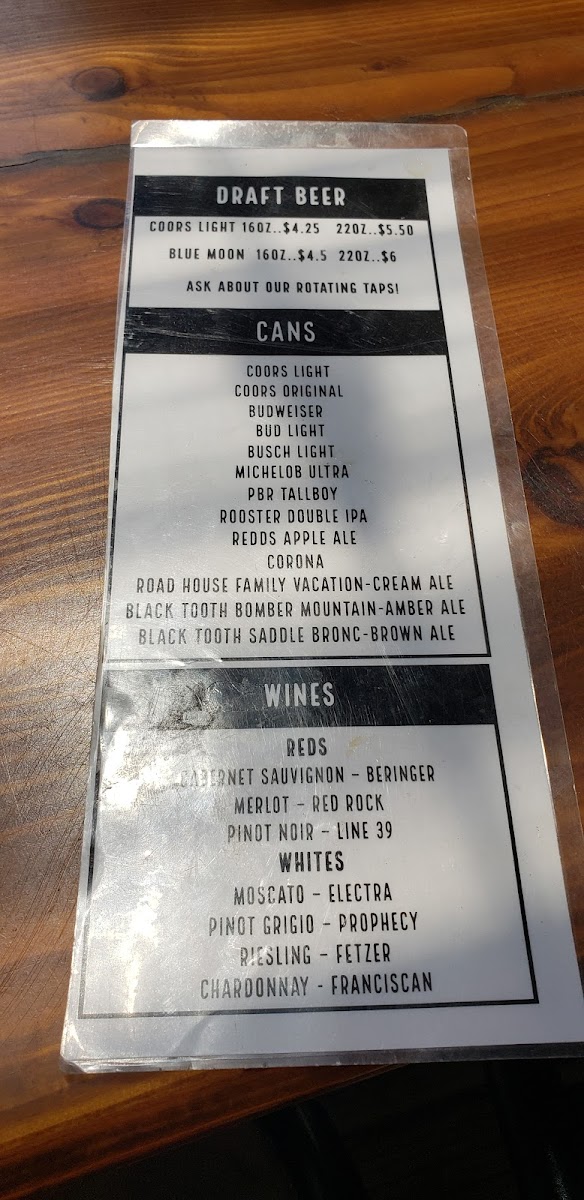 DRAFT BEER
COORS LIGHT 16OZ..$4.25 22OZ..$5.50
BLUE MOON 16OZ..$4.5 22OZ..$6
ASK ABOUT OUR ROTATING TAPS!
CANS
COORS LIGHT
COORS ORIGINAL
BUDWEISER
BUD LIGHT
BUSCH LIGHT
MICHELOB ULTRA
PBR TALLBOY
ROOSTER DOUBLE IPA
REDDS APPLE ALE
CORONA
ROAD HOUSE FAMILY VACATION-CREAM ALE
BLACK TOOTH BOMBER MOUNTAIN-AMBER ALE
BLACK TOOTH SADDLE BRONC-BROWN ALE
WINES
REDS
CABERNET SAUVIGNON – BERINGER
MERLOT – RED ROCK
PINOT NOIR – LINE 39
WHITES
MOSCATO – ELECTRA
PINOT GRIGIO – PROPHECY
RIESLING – FETZER
CHARDONNAY - FRANCISCAN